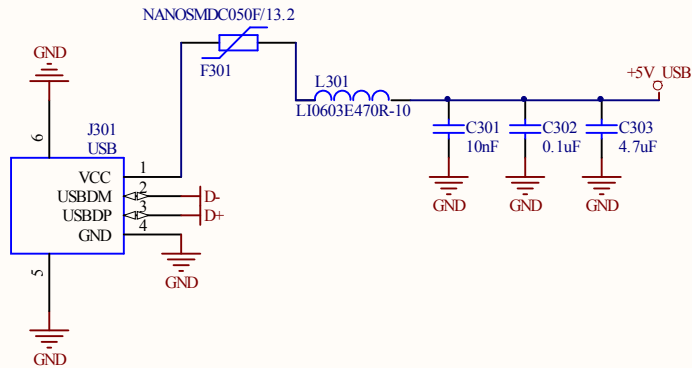 NANOSMDC050F/13.2
GND
F301
L301
LI0603E470R-10
+5V_USB
6
J301
USB
C301
10nF
C302
0.1uF
C303
4.7uF
VCC
1
USBDM
2
D-
USBDP
3
D+
GND
4
GND
GND
GND
GND
5
GND